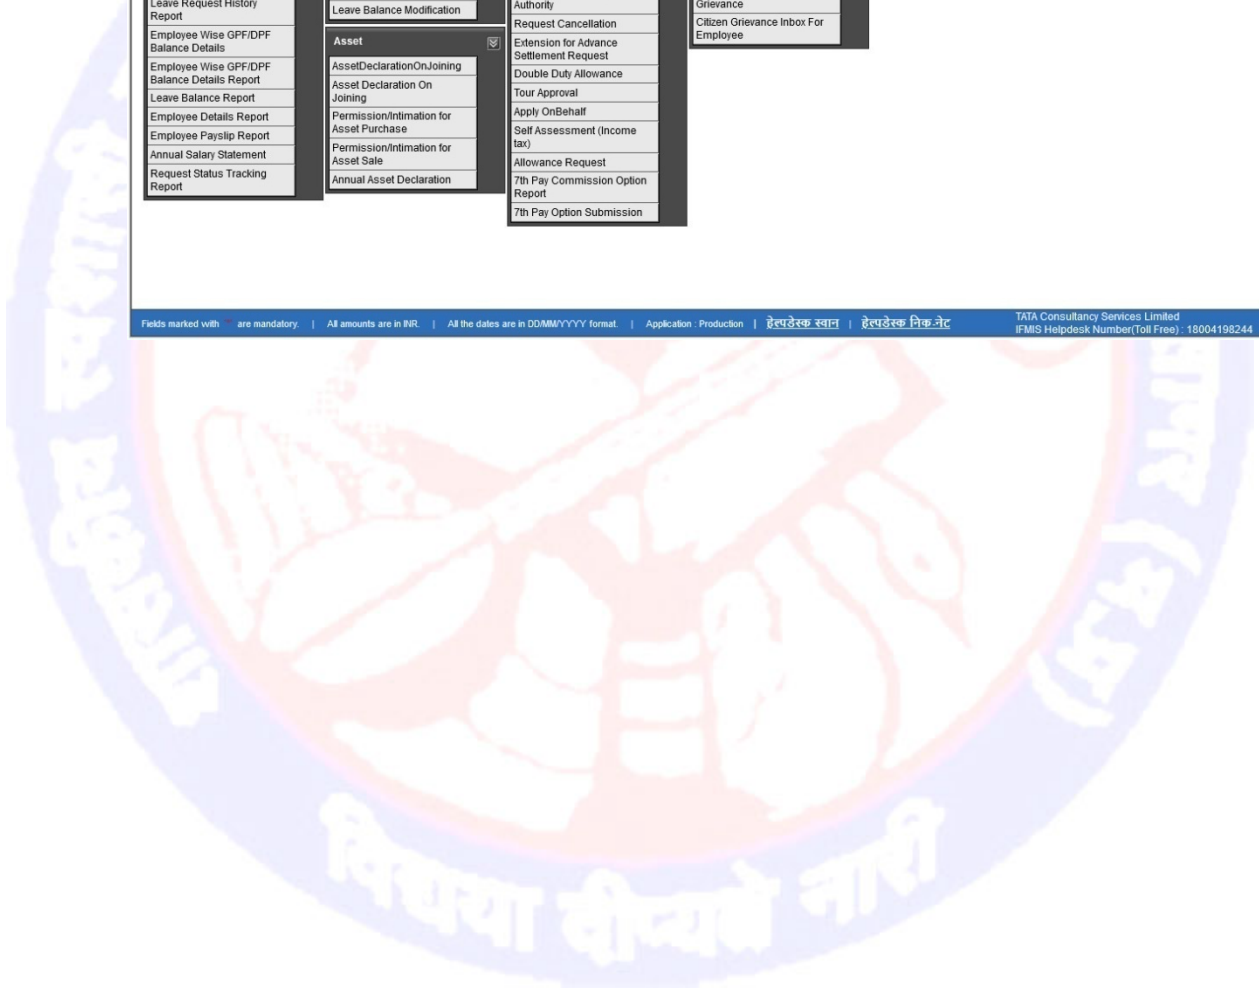 Leave Request History
Report
Employee Wise GPF/DPF
Balance Details
Employee Wise GPF/DPF
Balance Details Report
Leave Balance Report
Employee Details Report
Employee Payslip Report
Annual Salary Statement
Request Status Tracking
Report
Leave Balance Modification
Asset
AssetDeclarationOnJoining
Asset Declaration On
Joining
Permission/Intimation for
Asset Purchase
Permission/Intimation for
Asset Sale
Annual Asset Declaration
Authority
Request Cancellation
Extension for Advance
Settlement Request
Double Duty Allowance
Tour Approval
Apply OnBehalf
Self Assessment (Income
tax)
Allowance Request
7th Pay Commission Option
Report
7th Pay Option Submission
Grievance
Citizen Grievance Inbox For
Employee
Fields marked with * are mandatory. | All amounts are in INR. | All the dates are in DD/MM/YYYY format. | Application : Production | हेल्पडेस्क स्वान | हेल्पडेस्क निक-नेट
TATA Consultancy Services Limited
IFMIS Helpdesk Number(Toll Free) : 18004198244
विद्यया दीप्यते नारी